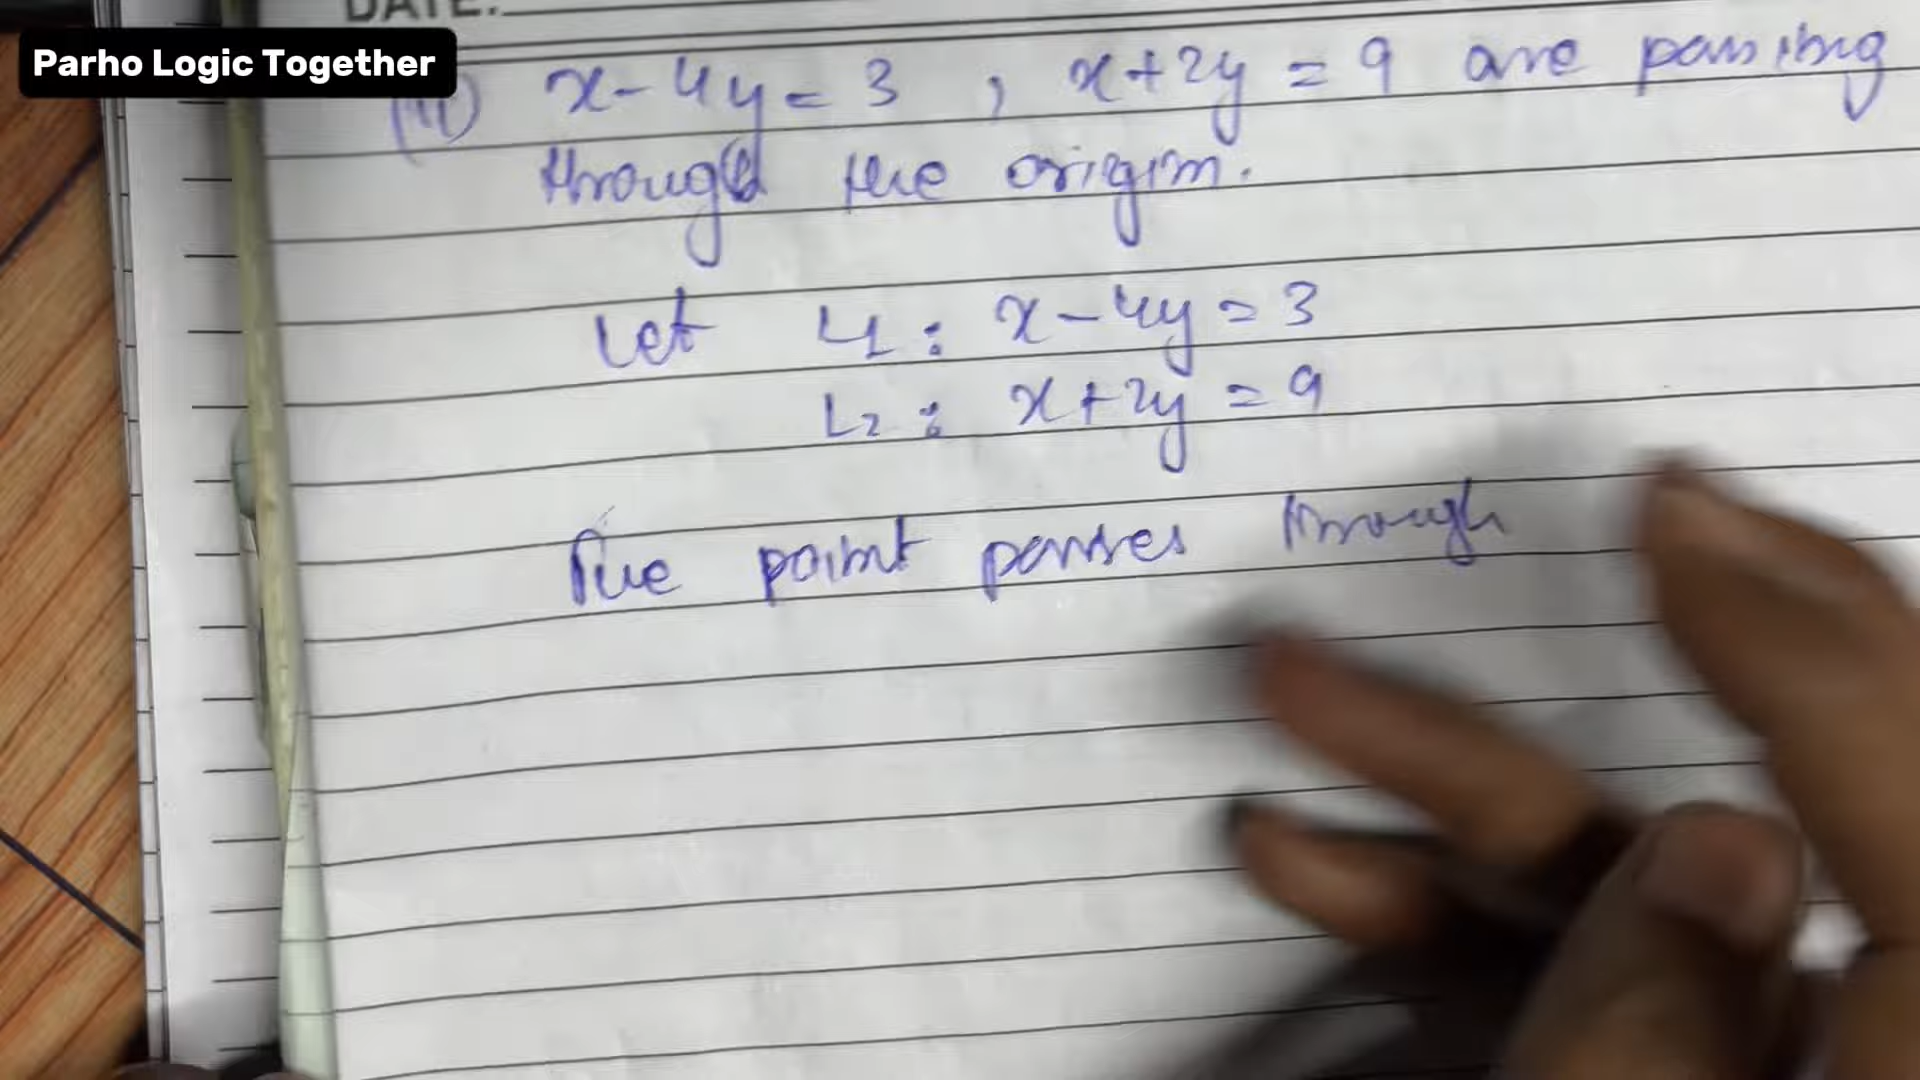 DATE:
Parho Logic Together
(ii) x-4y=3 , x+2y=9 are passing
through the origin.
Let L1: x-4y=3
L2: x+2y=9
The point passes through